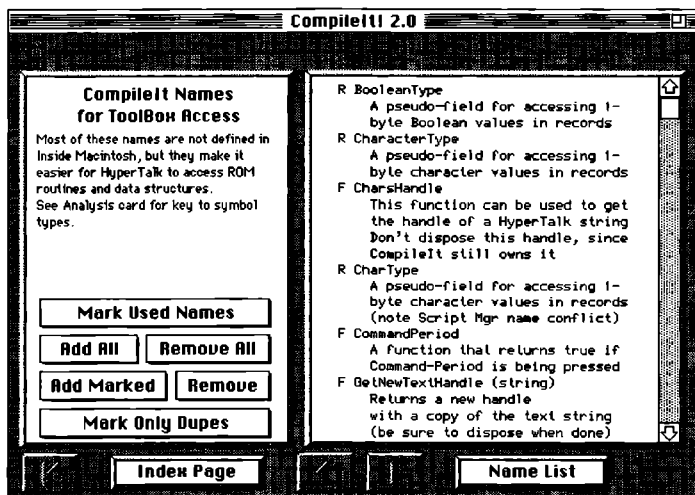 CompileIt! 2.0
CompileIt Names
for ToolBox Access
Most of these names are not defined in
Inside Macintosh, but they make it
easier for HyperTalk to access ROM
routines and data structures.
See Analysis card for key to symbol
types.
Mark Used Names
Add All
Remove All
Add Marked
Remove
Mark Only Dupes
Index Page
R BooleanType
A pseudo-field for accessing 1-
byte Boolean values in records
R CharacterType
A pseudo-field for accessing 1-
byte character values in records
F CharsHandle
This function can be used to get
the handle of a HyperTalk string
Don't dispose this handle, since
CompileIt still owns it
R CharType
A pseudo-field for accessing 1-
byte character values in records
(note Script Mgr name conflict)
F CommandPeriod
A function that returns true if
Command-Period is being pressed
F GetNewTextHandle (string)
Returns a new handle
with a copy of the text string
(be sure to dispose when done)
Name List